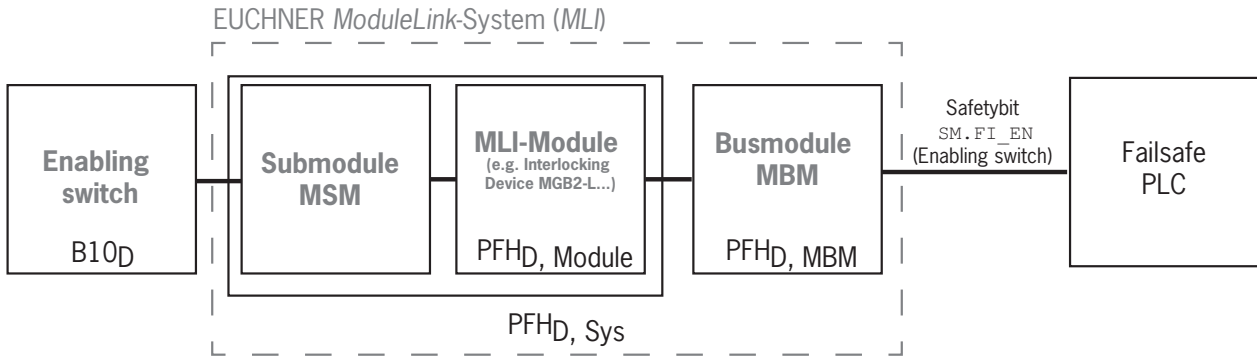 EUCHNER ModuleLink-System (MLI)
Enabling
switch
B10D
Submodule
MSM
MLI-Module
(e.g. Interlocking
Device MGB2-L...)
PFHD, Module
Busmodule
MBM
PFHD, MBM
PFHD, Sys
Safetybit
SM.FI_EN
(Enabling switch)
Failsafe
PLC